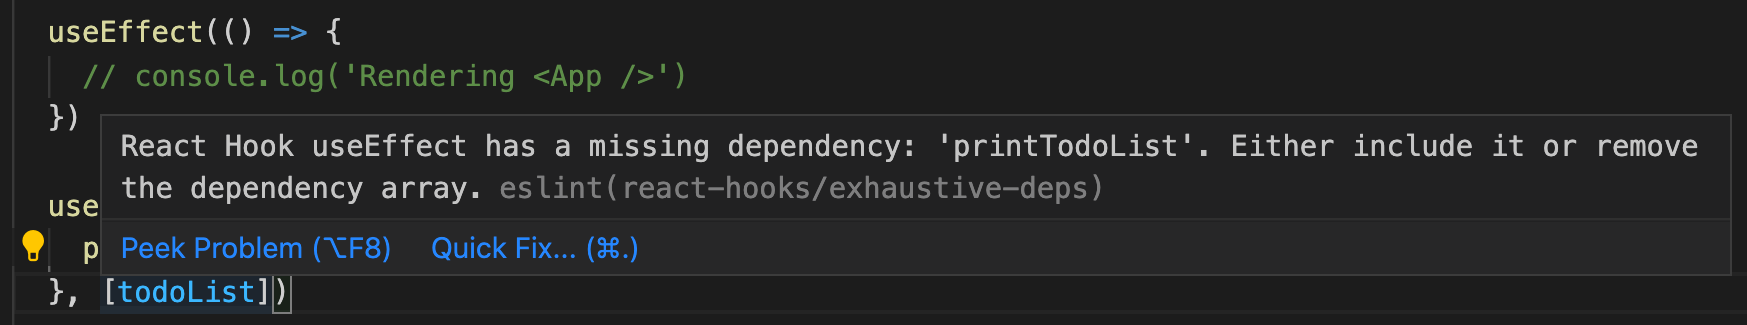 useEffect(() => {
// console.log('Rendering <App />')
})
React Hook useEffect has a missing dependency: 'printTodoList'. Either include it or remove
the dependency array. eslint(react-hooks/exhaustive-deps)
use
Peek Problem (⌥F8) Quick Fix... (⌘.)
p
}, [todoList])